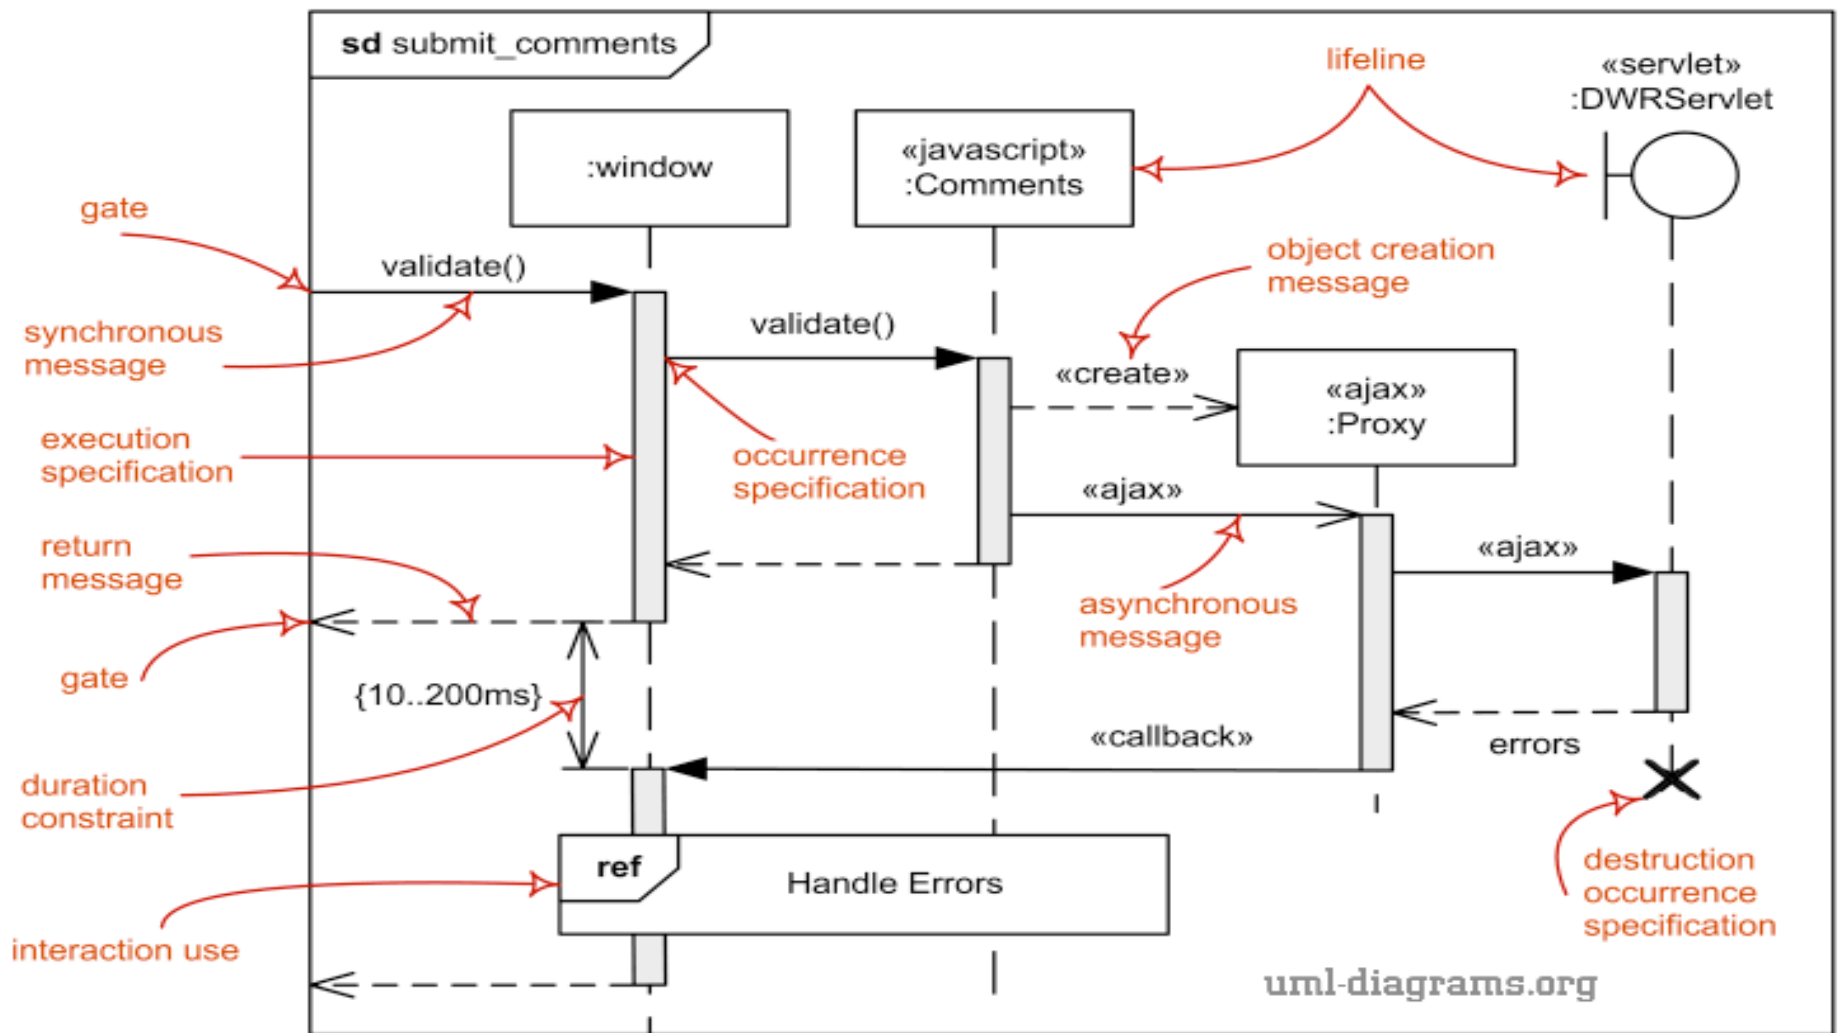 sd submit_comments
lifeline
«servlet»
:DWRServlet
:window
«javascript»
:Comments
gate
validate()
object creation
message
synchronous
message
validate()
«create»
«ajax»
:Proxy
execution
specification
occurrence
specification
«ajax»
return
message
«ajax»
asynchronous
message
gate
{10..200ms}
«callback»
errors
duration
constraint
ref
Handle Errors
destruction
occurrence
specification
interaction use
uml-diagrams.org